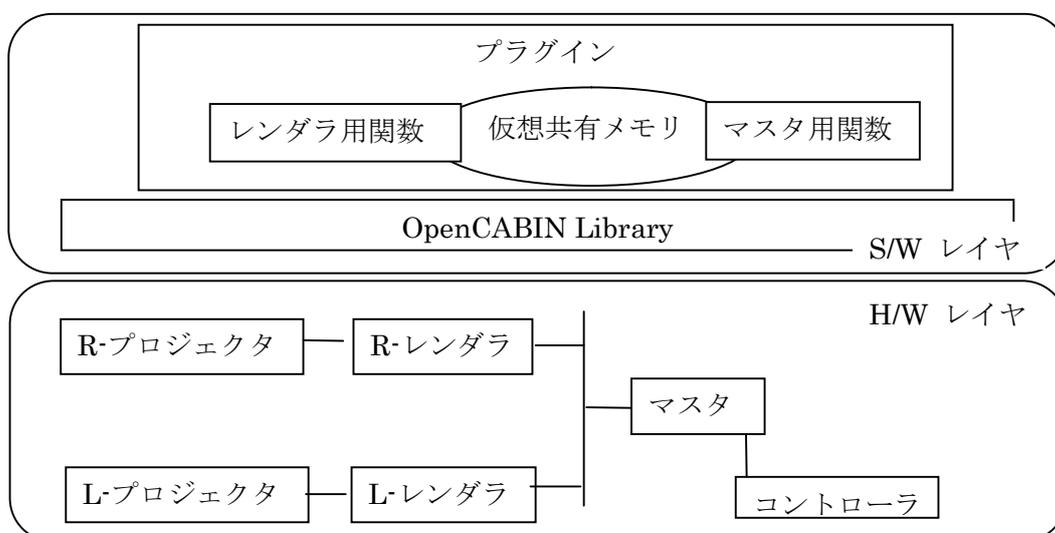 プラグイン
レンダラ用関数
仮想共有メモリ
マスタ用関数
OpenCABIN Library
S/W レイヤ
H/W レイヤ
R-プロジェクタ
R-レンダラ
マスタ
L-プロジェクタ
L-レンダラ
コントローラ